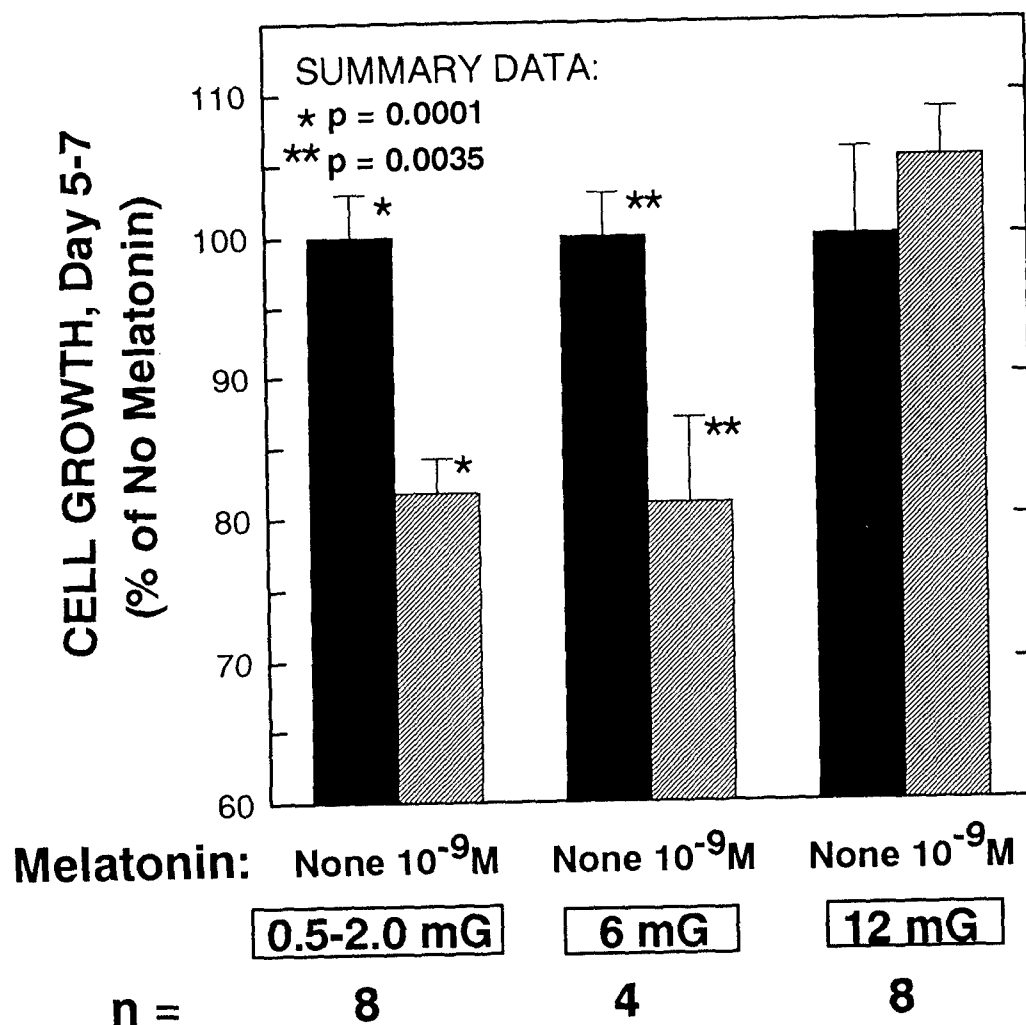 SUMMARY DATA:
* p = 0.0001
** p = 0.0035
CELL GROWTH, Day 5-7
(% of No Melatonin)
110
100
90
80
70
60
*
*
**
**
Melatonin: None 10⁻⁹M None 10⁻⁹M None 10⁻⁹M
0.5-2.0 mG 6 mG 12 mG
n = 8 4 8